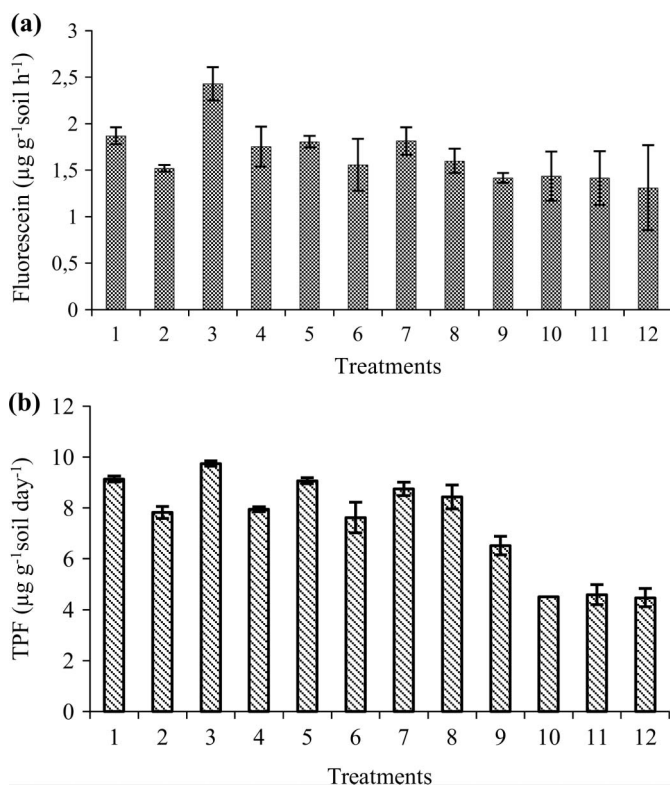 (a)
Fluorescein (µg g⁻¹soil h⁻¹)
3
2,5
2
1,5
1
0,5
0
1 2 3 4 5 6 7 8 9 10 11 12
Treatments
(b)
TPF (µg g⁻¹soil day⁻¹)
12
10
8
6
4
2
0
1 2 3 4 5 6 7 8 9 10 11 12
Treatments